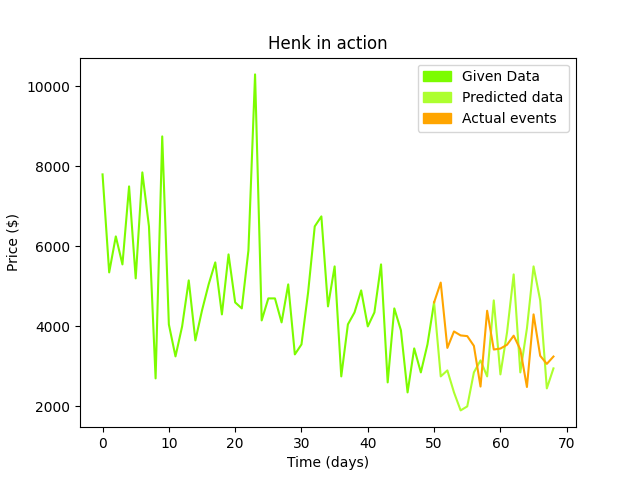 Henk in action
Given Data
Predicted data
Actual events
Price ($)
10000
8000
6000
4000
2000
0 10 20 30 40 50 60 70
Time (days)